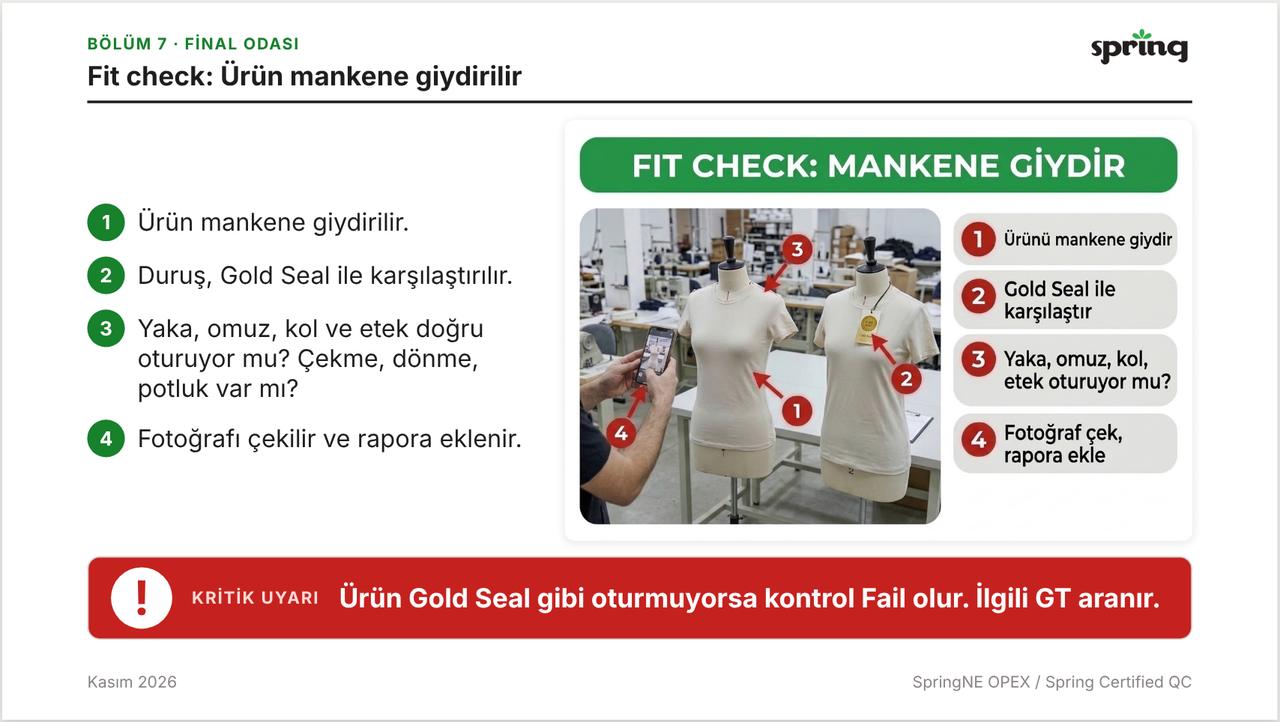 BÖLÜM 7 · FİNAL ODASI
Fit check: Ürün mankene giydirilir
spring
1 Ürün mankene giydirilir.
2 Duruş, Gold Seal ile karşılaştırılır.
3 Yaka, omuz, kol ve etek doğru
oturuyor mu? Çekme, dönme,
potluk var mı?
4 Fotoğrafı çekilir ve rapora eklenir.
FIT CHECK: MANKENE GİYDİR
3
2
1
4
1 Ürünü mankene giydir
2 Gold Seal ile
karşılaştır
3 Yaka, omuz, kol,
etek oturuyor mu?
4 Fotoğraf çek,
rapora ekle
! KRİTİK UYARI Ürün Gold Seal gibi oturmuyorsa kontrol Fail olur. İlgili GT aranır.
Kasım 2026
SpringNE OPEX / Spring Certified QC